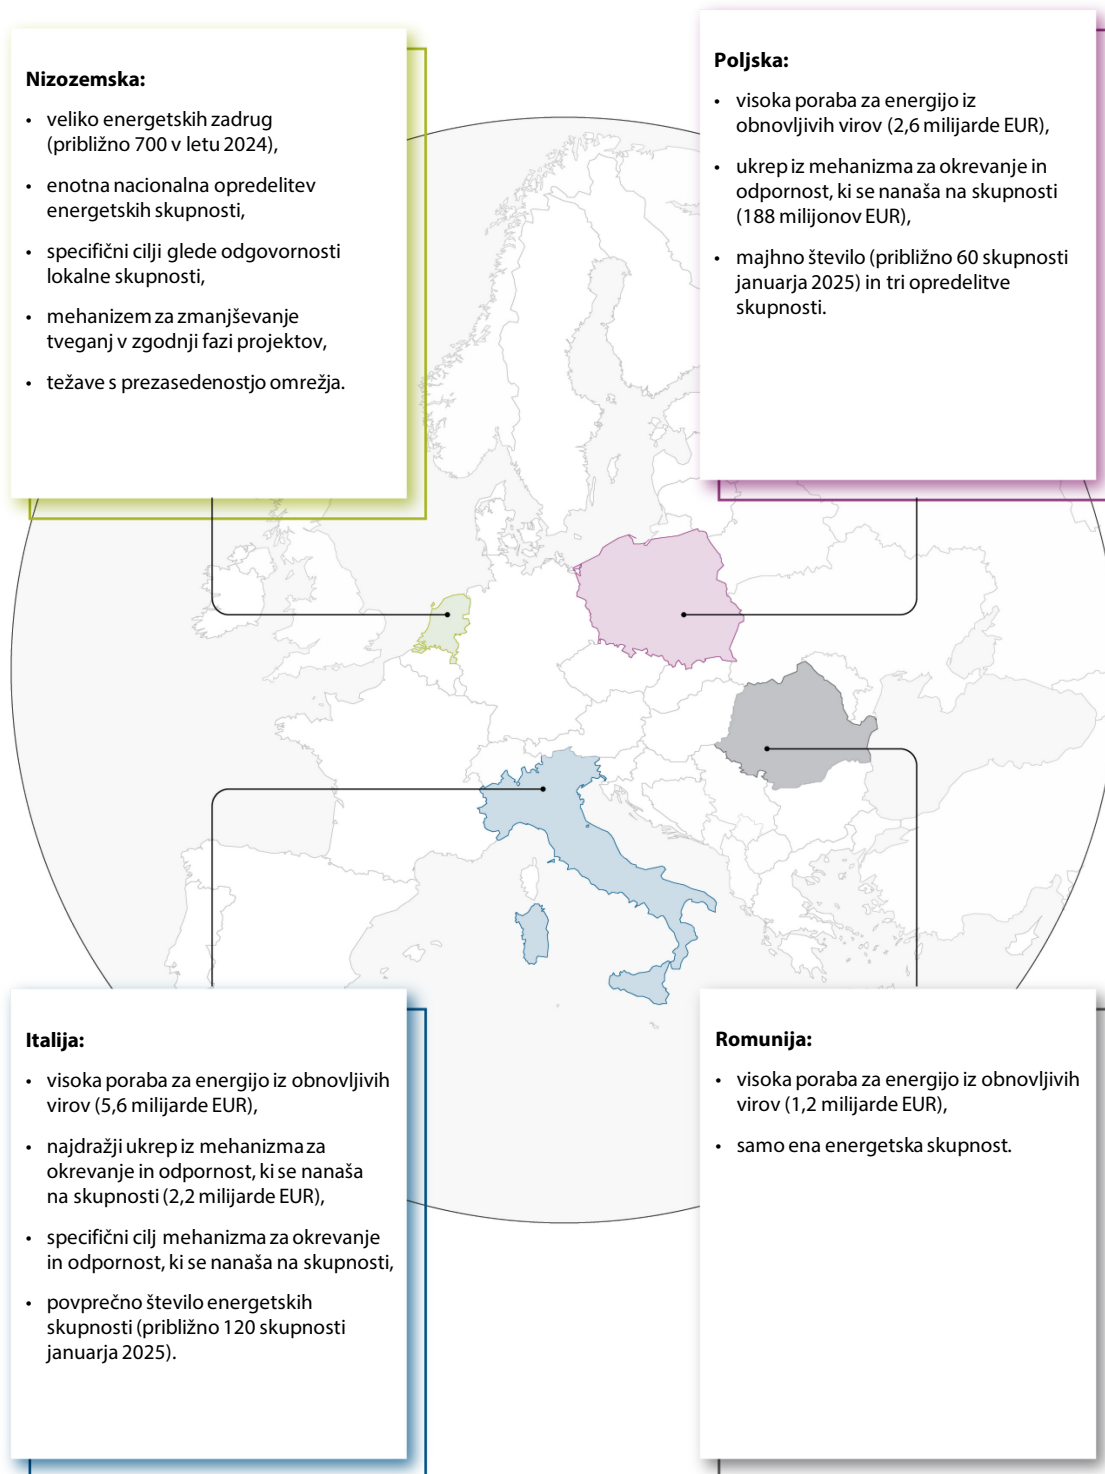 Nizozemska:
• veliko energetskih zadrug
(približno 700 v letu 2024),
• enotna nacionalna opredelitev
energetskih skupnosti,
• specifični cilji glede odgovornosti
lokalne skupnosti,
• mehanizem za zmanjševanje
tveganj v zgodnji fazi projektov,
• težave s prezasedenostjo omrežja.
Poljska:
• visoka poraba za energijo iz
obnovljivih virov (2,6 milijarde EUR),
• ukrep iz mehanizma za okrevanje in
odpornost, ki se nanaša na skupnosti
(188 milijonov EUR),
• majhno število (približno 60 skupnosti
januarja 2025) in tri opredelitve
skupnosti.
Italija:
• visoka poraba za energijo iz obnovljivih
virov (5,6 milijarde EUR),
• najdražji ukrep iz mehanizma za
okrevanje in odpornost, ki se nanaša
na skupnosti (2,2 milijarde EUR),
• specifični cilj mehanizma za okrevanje
in odpornost, ki se nanaša na skupnosti,
• povprečno število energetskih
skupnosti (približno 120 skupnosti
januarja 2025).
Romunija:
• visoka poraba za energijo iz obnovljivih
virov (1,2 milijarde EUR),
• samo ena energetska skupnost.